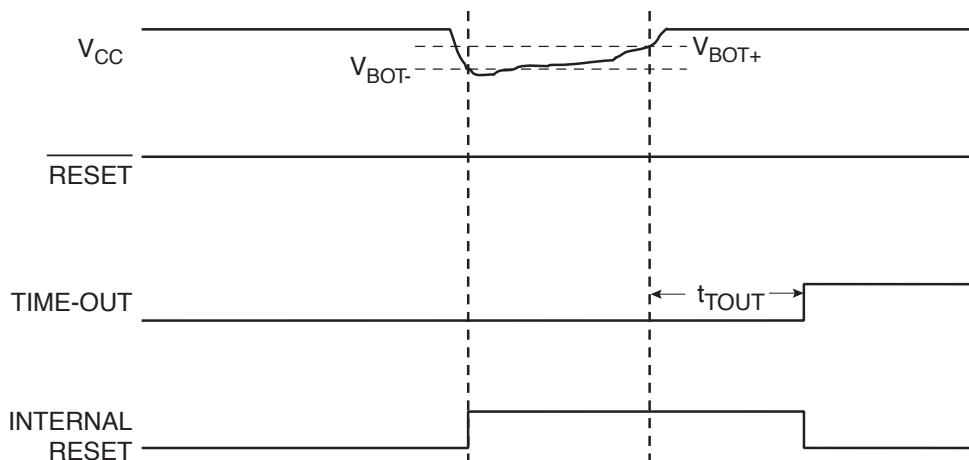 VCC
VBOT-
VBOT+
RESET
TIME-OUT
tTOUT
INTERNAL
RESET